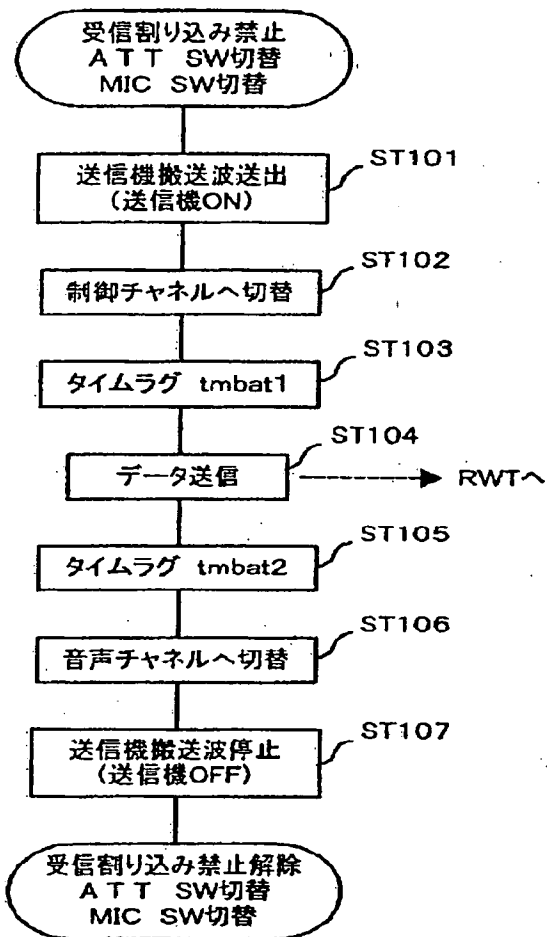 受信割り込み禁止
ATT SW切替
MIC SW切替
送信機搬送波送出
(送信機ON)
ST101
制御チャネルへ切替
ST102
タイムラグ tmbat1
ST103
データ送信
ST104
RWTへ
タイムラグ tmbat2
ST105
音声チャネルへ切替
ST106
送信機搬送波停止
(送信機OFF)
ST107
受信割り込み禁止解除
ATT SW切替
MIC SW切替